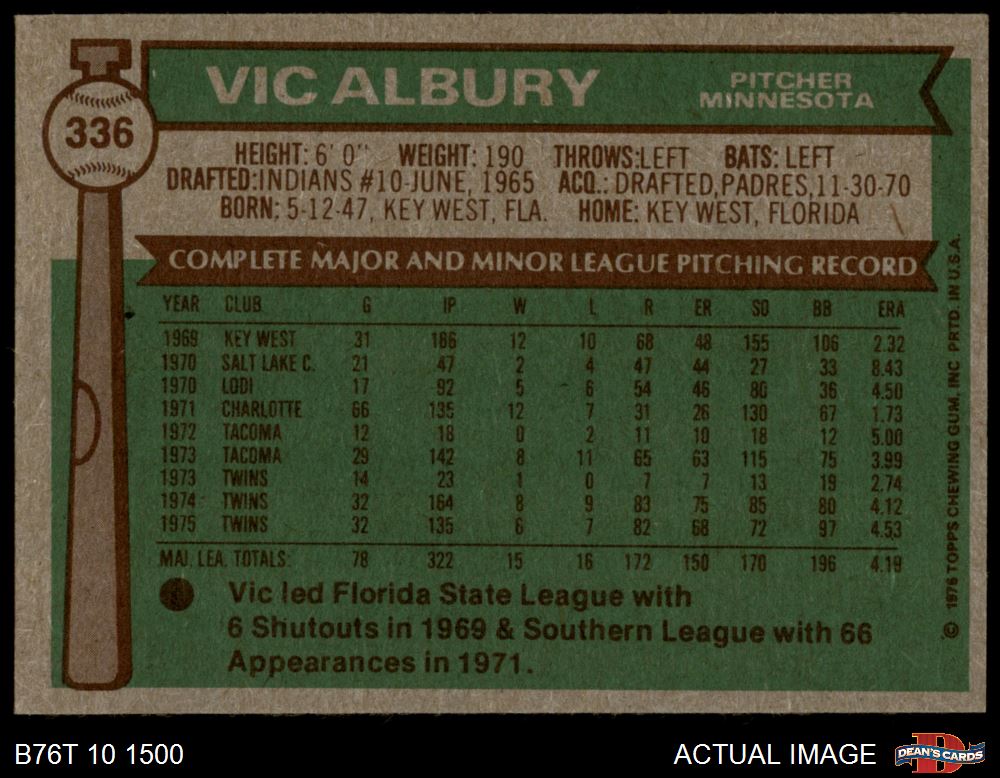 VIC ALBURY
PITCHER
MINNESOTA
336
HEIGHT: 6' 0" WEIGHT: 190 THROWS:LEFT BATS: LEFT
DRAFTED:INDIANS #10-JUNE, 1965 ACQ.: DRAFTED,PADRES,11-30-70
BORN: 5-12-47, KEY WEST, FLA. HOME: KEY WEST, FLORIDA
COMPLETE MAJOR AND MINOR LEAGUE PITCHING RECORD
YEAR CLUB G IP W L R ER SO BB ERA
1969 KEY WEST 31 186 12 10 68 48 155 106 2.32
1970 SALT LAKE C. 21 47 2 4 47 44 27 33 8.43
1970 LODI 17 92 5 6 54 46 80 36 4.50
1971 CHARLOTTE 66 135 12 7 31 26 130 67 1.73
1972 TACOMA 12 18 0 2 11 10 18 12 5.00
1973 TACOMA 29 142 8 11 65 63 115 75 3.99
1973 TWINS 14 23 1 0 7 7 13 19 2.74
1974 TWINS 32 164 8 9 83 75 85 80 4.12
1975 TWINS 32 135 6 7 82 68 72 97 4.53
MAJ. LEA. TOTALS: 78 322 15 16 172 150 170 196 4.19
Vic led Florida State League with
6 Shutouts in 1969 & Southern League with 66
Appearances in 1971.
© 1976 TOPPS CHEWING GUM, INC PRTD. IN U.S.A.
B76T 10 1500
ACTUAL IMAGE
DEAN'S CARDS